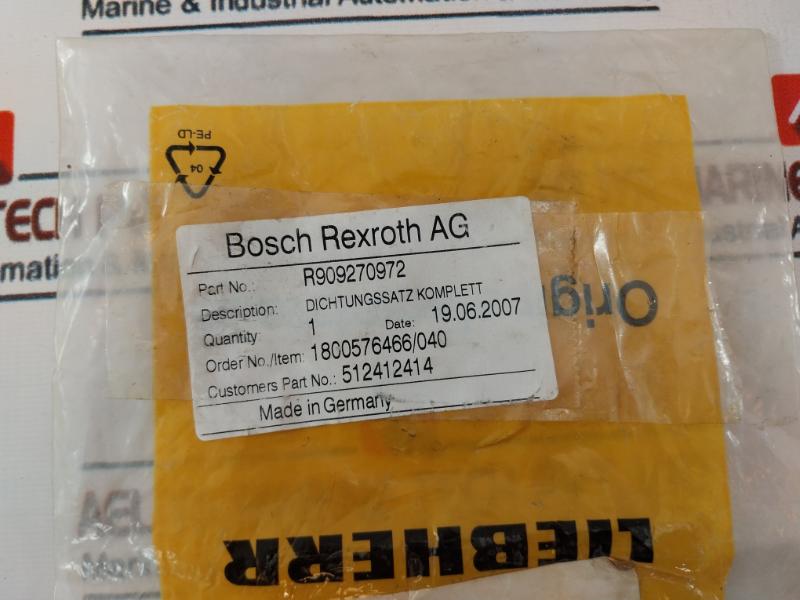 Marine & Industrial Automation
PE-LD
04
TECH
Bosch Rexroth AG
Part No.: R909270972
Description: DICHTUNGSSATZ KOMPLETT
Quantity: 1 Date: 19.06.2007
Order No./Item: 1800576466/040
Customers Part No.: 512412414
Made in Germany
Orig
LIEBHERR